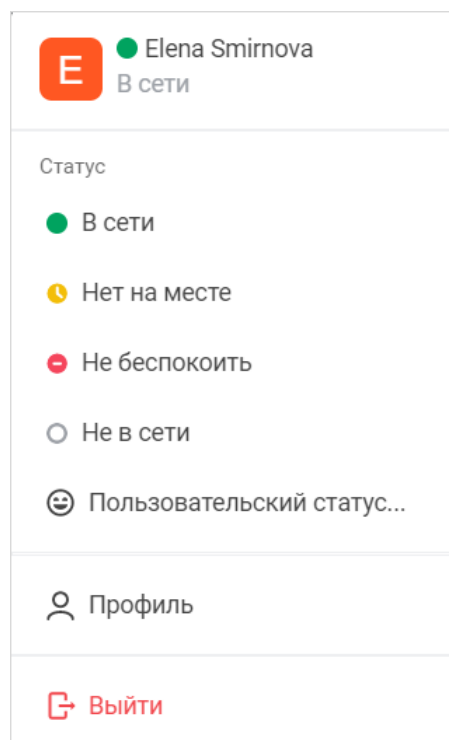 E
Elena Smirnova
В сети
Статус
В сети
Нет на месте
Не беспокоить
Не в сети
Пользовательский статус...
Профиль
Выйти